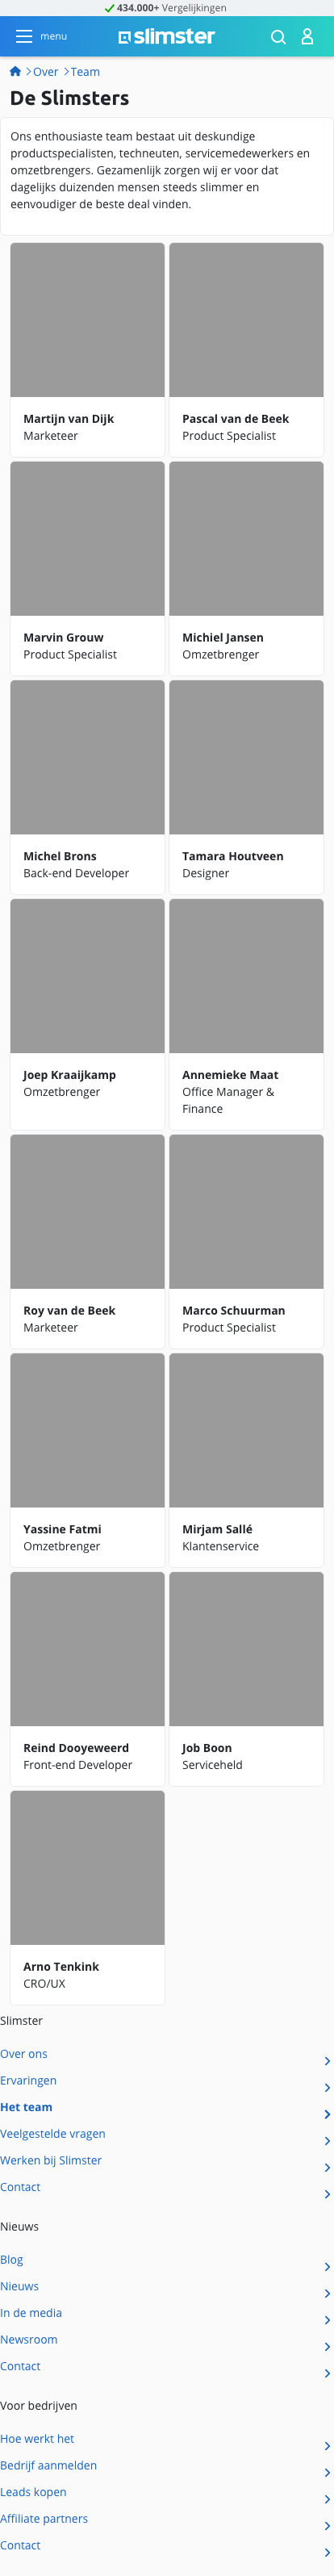 434.000+ Vergelijkingen
menu
slimster
Over
Team
De Slimsters
Ons enthousiaste team bestaat uit deskundige
productspecialisten, techneuten, servicemedewerkers en
omzetbrengers. Gezamenlijk zorgen wij er voor dat
dagelijks duizenden mensen steeds slimmer en
eenvoudiger de beste deal vinden.
Martijn van Dijk
Marketeer
Pascal van de Beek
Product Specialist
Marvin Grouw
Product Specialist
Michiel Jansen
Omzetbrenger
Michel Brons
Back-end Developer
Tamara Houtveen
Designer
Joep Kraaijkamp
Omzetbrenger
Annemieke Maat
Office Manager &
Finance
Roy van de Beek
Marketeer
Marco Schuurman
Product Specialist
Yassine Fatmi
Omzetbrenger
Mirjam Sallé
Klantenservice
Reind Dooyeweerd
Front-end Developer
Job Boon
Serviceheld
Arno Tenkink
CRO/UX
Slimster
Over ons
Ervaringen
Het team
Veelgestelde vragen
Werken bij Slimster
Contact
Nieuws
Blog
Nieuws
In de media
Newsroom
Contact
Voor bedrijven
Hoe werkt het
Bedrijf aanmelden
Leads kopen
Affiliate partners
Contact